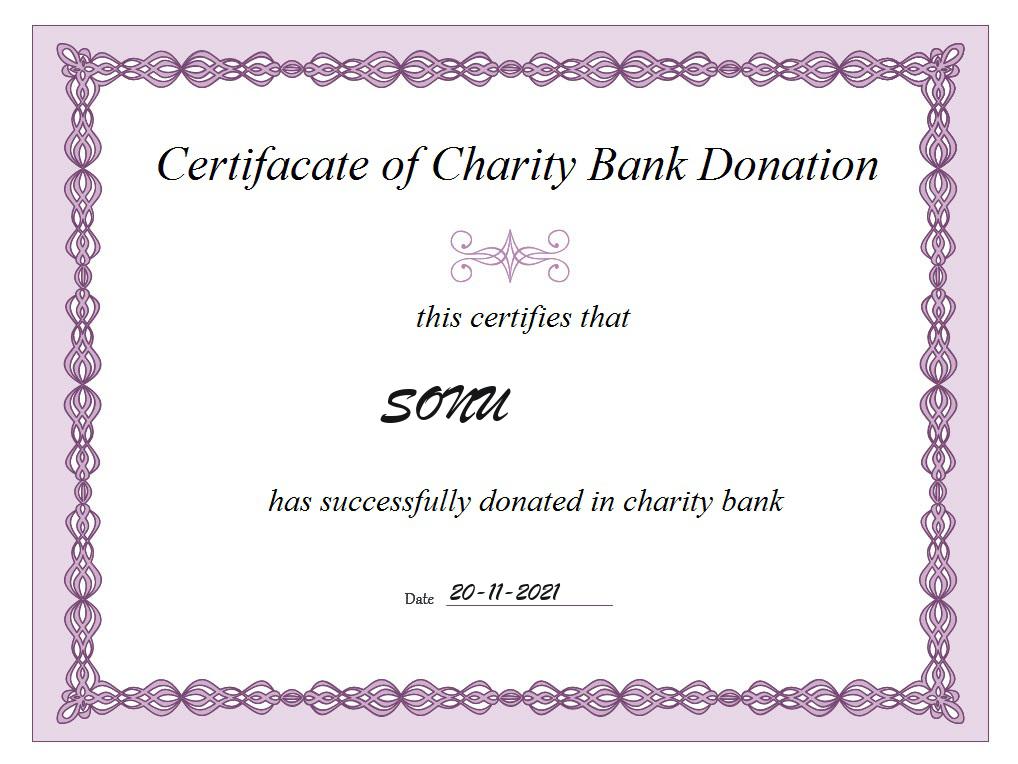 Certifacate of Charity Bank Donation
this certifies that
SONU
has successfully donated in charity bank
Date 20-11-2021